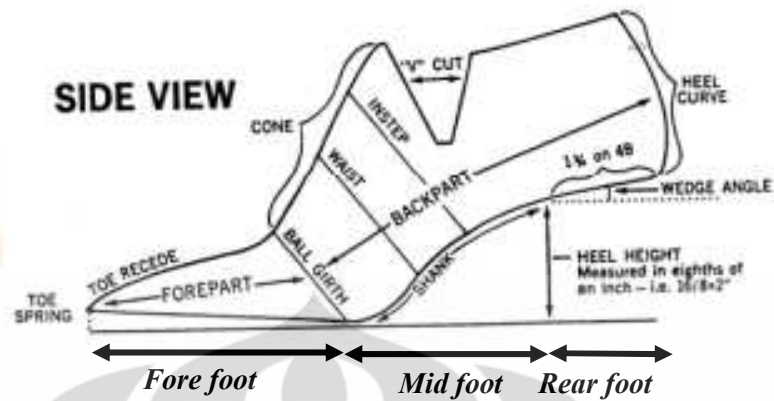 SIDE VIEW
"V" CUT
CONE
INSTEP
HEEL
CURVE
WAIST
1¾ on 4B
BACKPART
WEDGE ANGLE
BALL GIRTH
TOE RECEDE
SHANK
HEEL HEIGHT
Measured in eighths of
an inch – i.e. 16/8=2"
FOREPART
TOE
SPRING
Fore foot
Mid foot
Rear foot